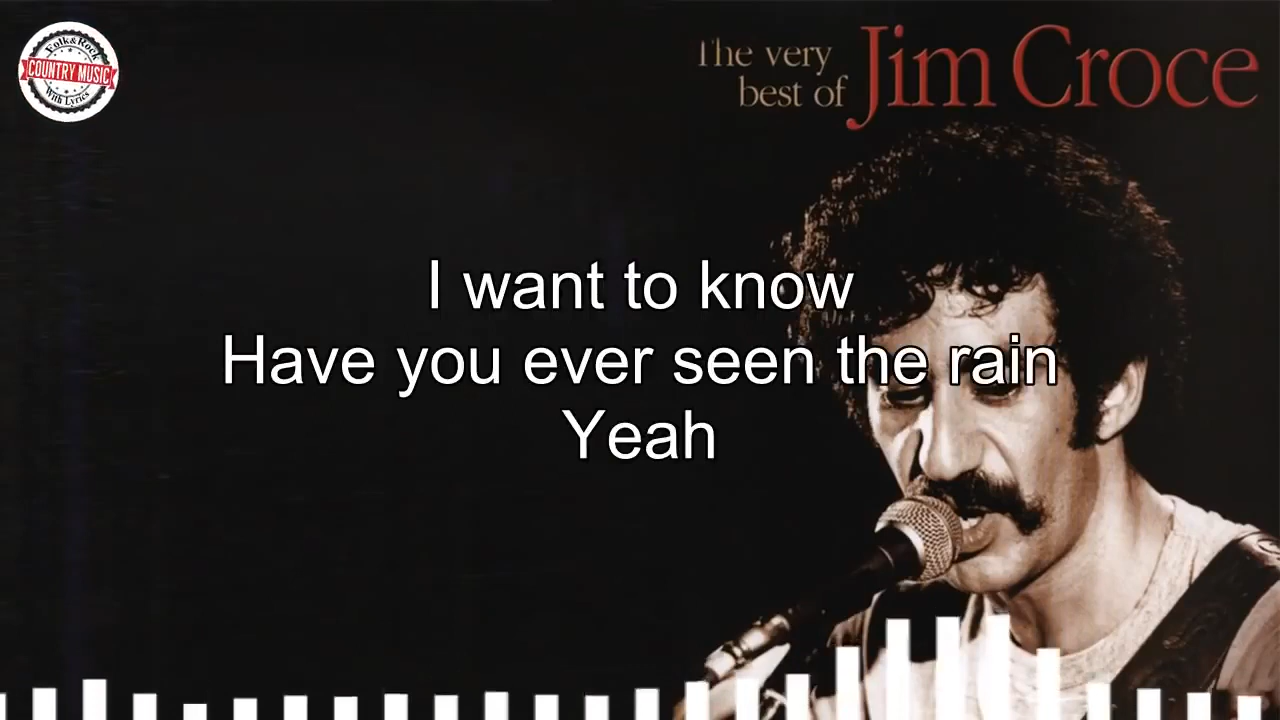 Folk&Rock
COUNTRY MUSIC
With Lyrics
The very
best of
Jim Croce
I want to know
Have you ever seen the rain
Yeah